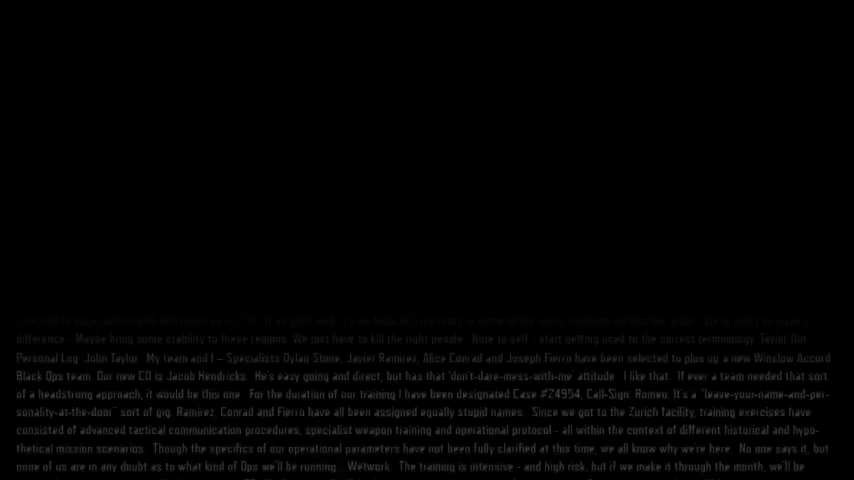 difference. Maybe bring some stability to these regions. We just have to kill the right people. Note to self - start getting used to the correct terminology. Taylor Out
Personal Log. John Taylor. My team and I – Specialists Dylan Stone, Javier Ramirez, Alice Conrad and Joseph Fierro have been selected to plus up a new Winslow Accord
Black Ops team. Our new CO is Jacob Hendricks. He's easy going and direct, but has that 'don't-dare-mess-with-me' attitude. I like that. If ever a team needed that sort
of a headstrong approach, it would be this one. For the duration of our training I have been designated Case #24954, Call-Sign: Romeo. It's a "leave-your-name-and-per-
sonality-at-the-door" sort of gig. Ramirez, Conrad and Fierro have all been assigned equally stupid names. Since we got to the Zurich facility, training exercises have
consisted of advanced tactical communication procedures, specialist weapon training and operational protocol - all within the context of different historical and hypo-
thetical mission scenarios. Though the specifics of our operational parameters have not been fully clarified at this time, we all know why we're here. No one says it, but
none of us are in any doubt as to what kind of Ops we'll be running... Wetwork. The training is intensive - and high risk, but if we make it through the month, we'll be